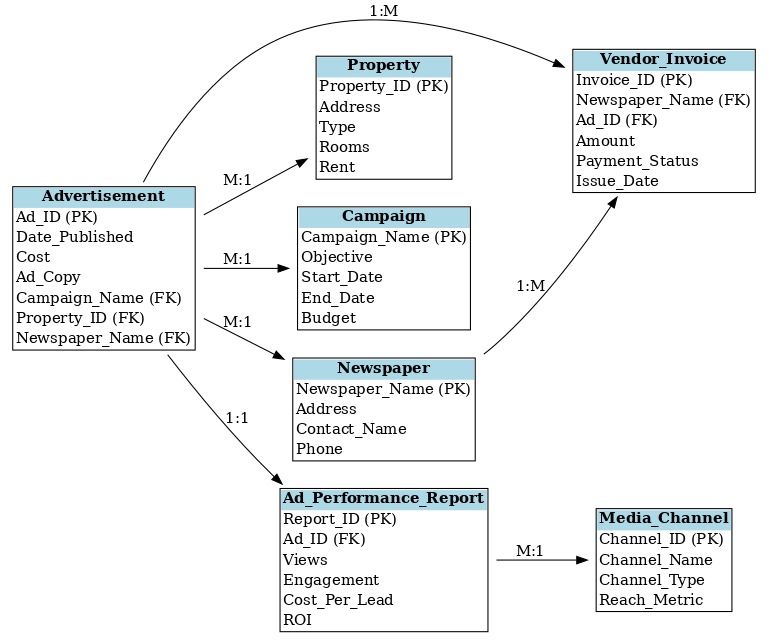 1:M
Vendor_Invoice
Invoice_ID (PK)
Newspaper_Name (FK)
Ad_ID (FK)
Amount
Payment_Status
Issue_Date
Property
Property_ID (PK)
Address
Type
Rooms
Rent
M:1
Advertisement
Ad_ID (PK)
Date_Published
Cost
Ad_Copy
Campaign_Name (FK)
Property_ID (FK)
Newspaper_Name (FK)
Campaign
Campaign_Name (PK)
Objective
Start_Date
End_Date
Budget
M:1
1:M
M:1
Newspaper
Newspaper_Name (PK)
Address
Contact_Name
Phone
1:1
Ad_Performance_Report
Report_ID (PK)
Ad_ID (FK)
Views
Engagement
Cost_Per_Lead
ROI
M:1
Media_Channel
Channel_ID (PK)
Channel_Name
Channel_Type
Reach_Metric